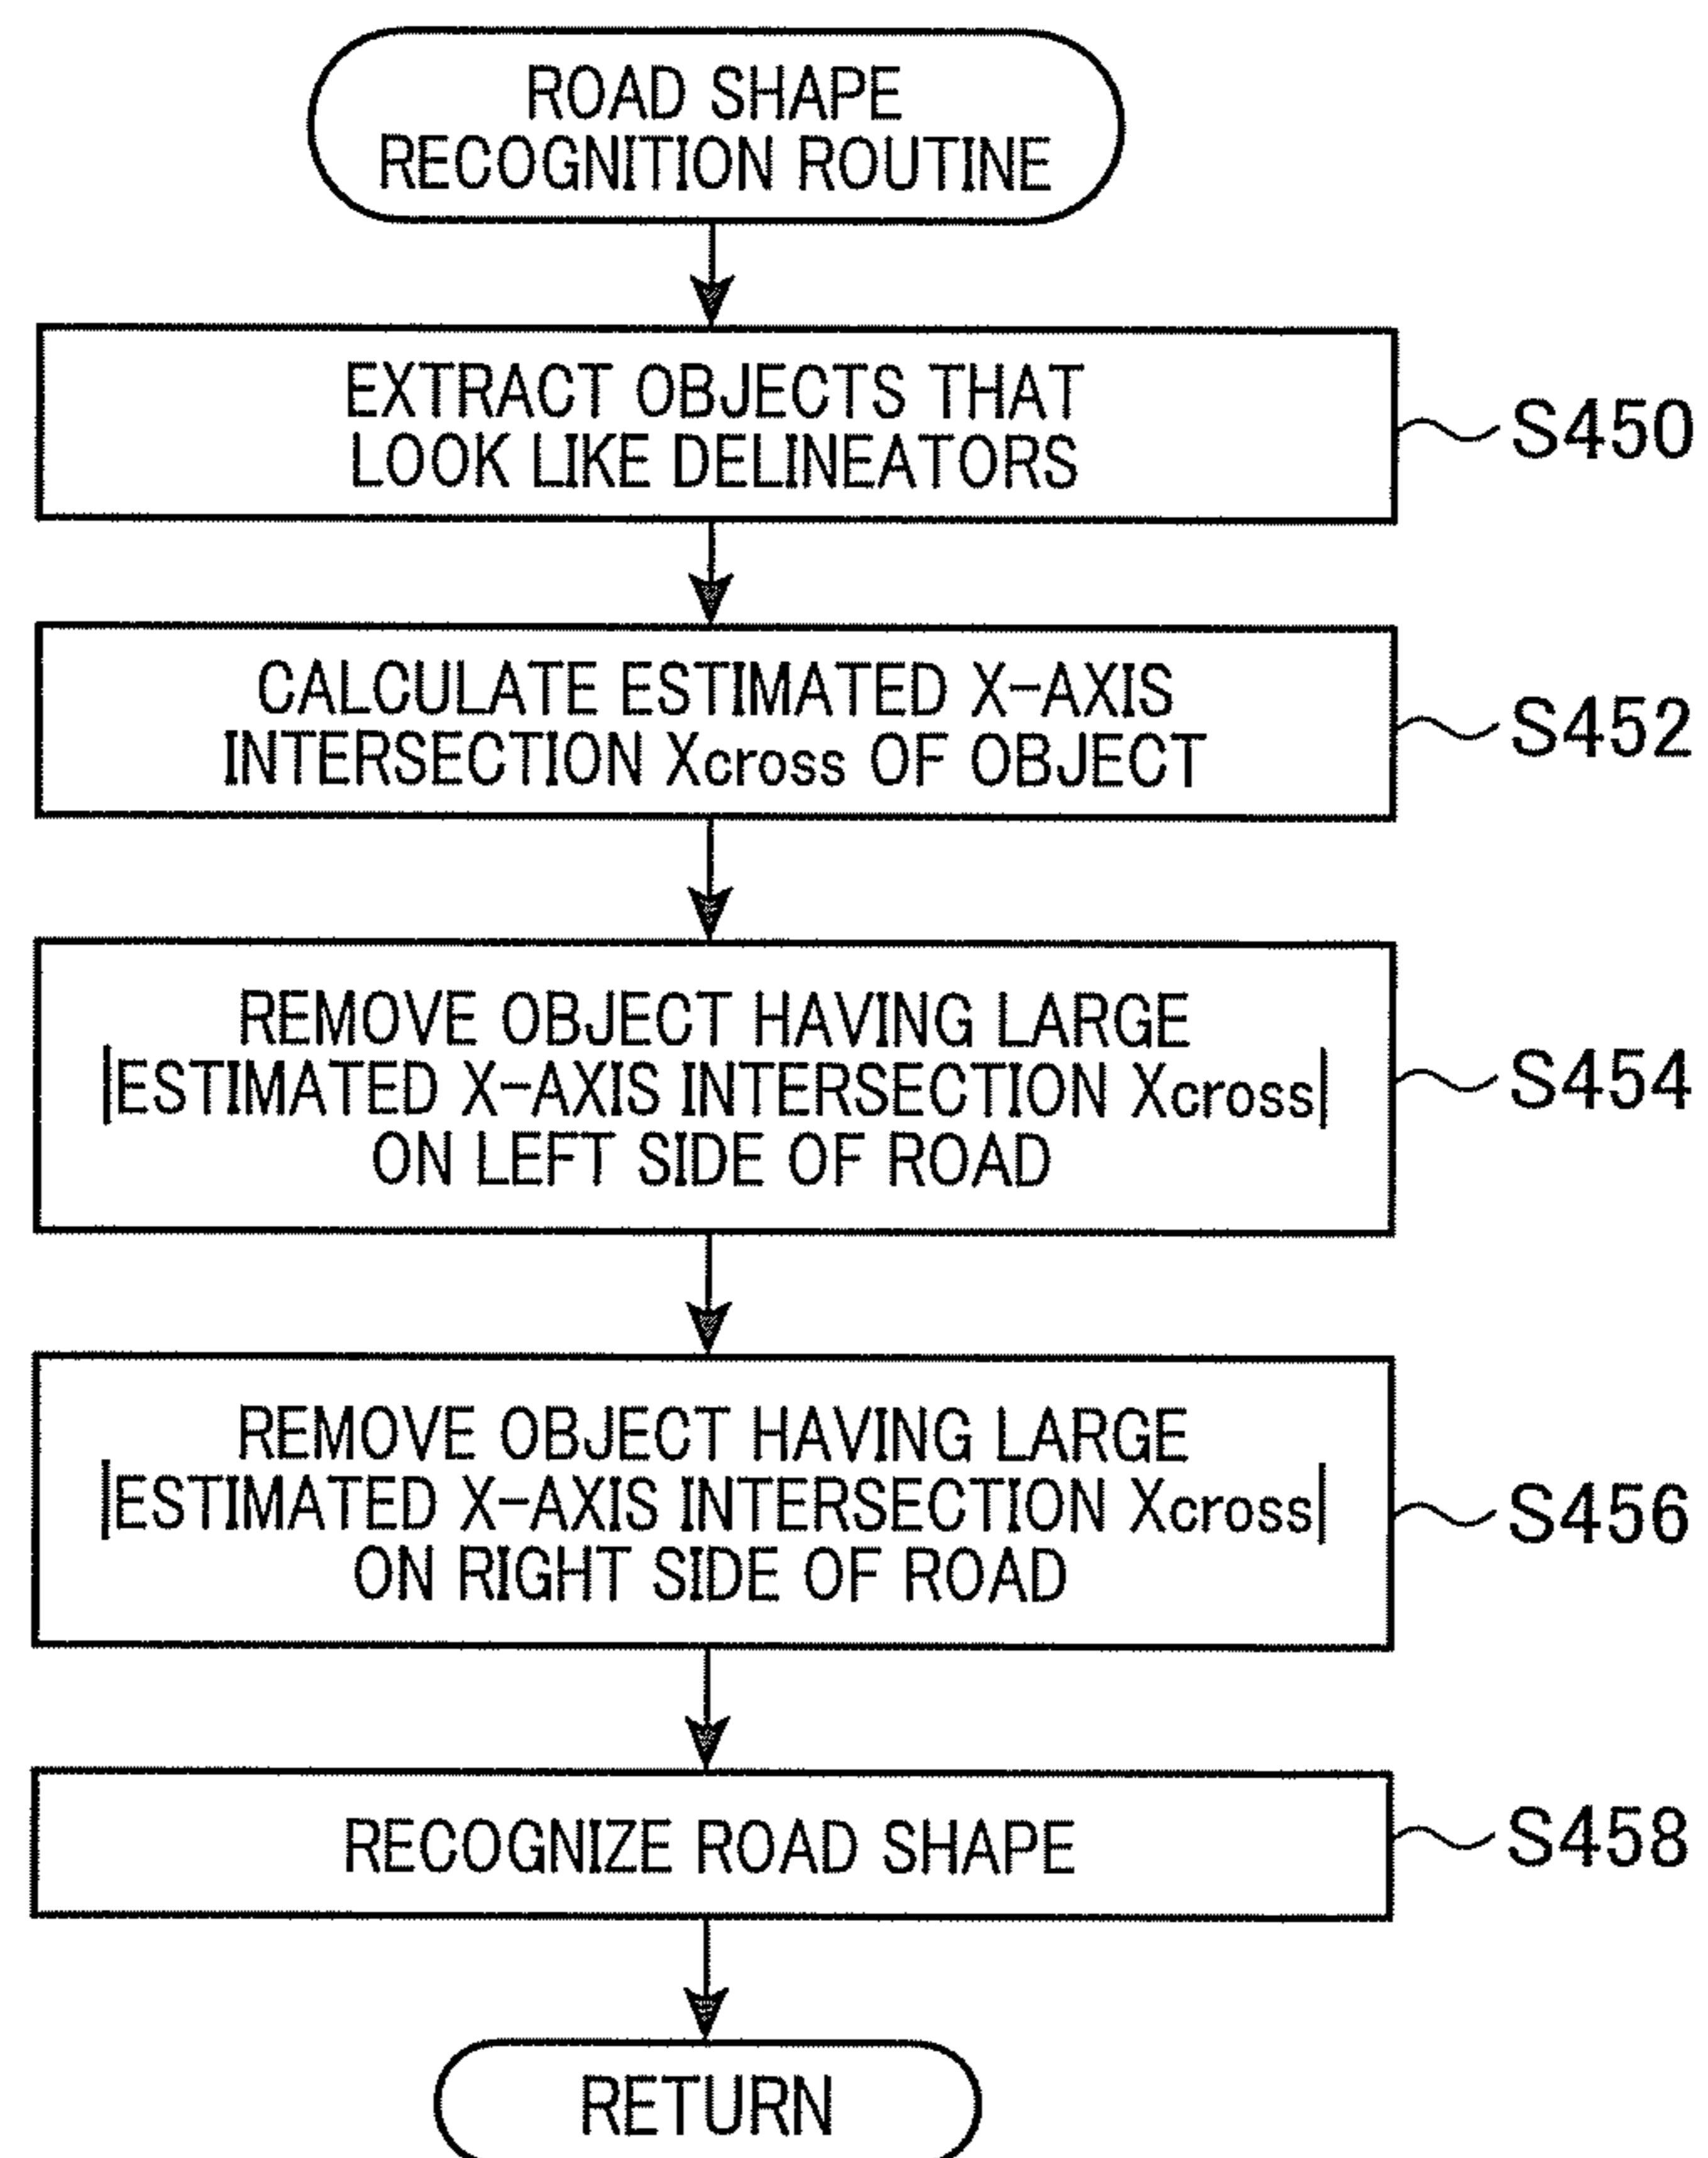 ROAD SHAPE
RECOGNITION ROUTINE
EXTRACT OBJECTS THAT
LOOK LIKE DELINEATORS
S450
CALCULATE ESTIMATED X-AXIS
INTERSECTION Xcross OF OBJECT
S452
REMOVE OBJECT HAVING LARGE
|ESTIMATED X-AXIS INTERSECTION Xcross|
ON LEFT SIDE OF ROAD
S454
REMOVE OBJECT HAVING LARGE
|ESTIMATED X-AXIS INTERSECTION Xcross|
ON RIGHT SIDE OF ROAD
S456
RECOGNIZE ROAD SHAPE
S458
RETURN